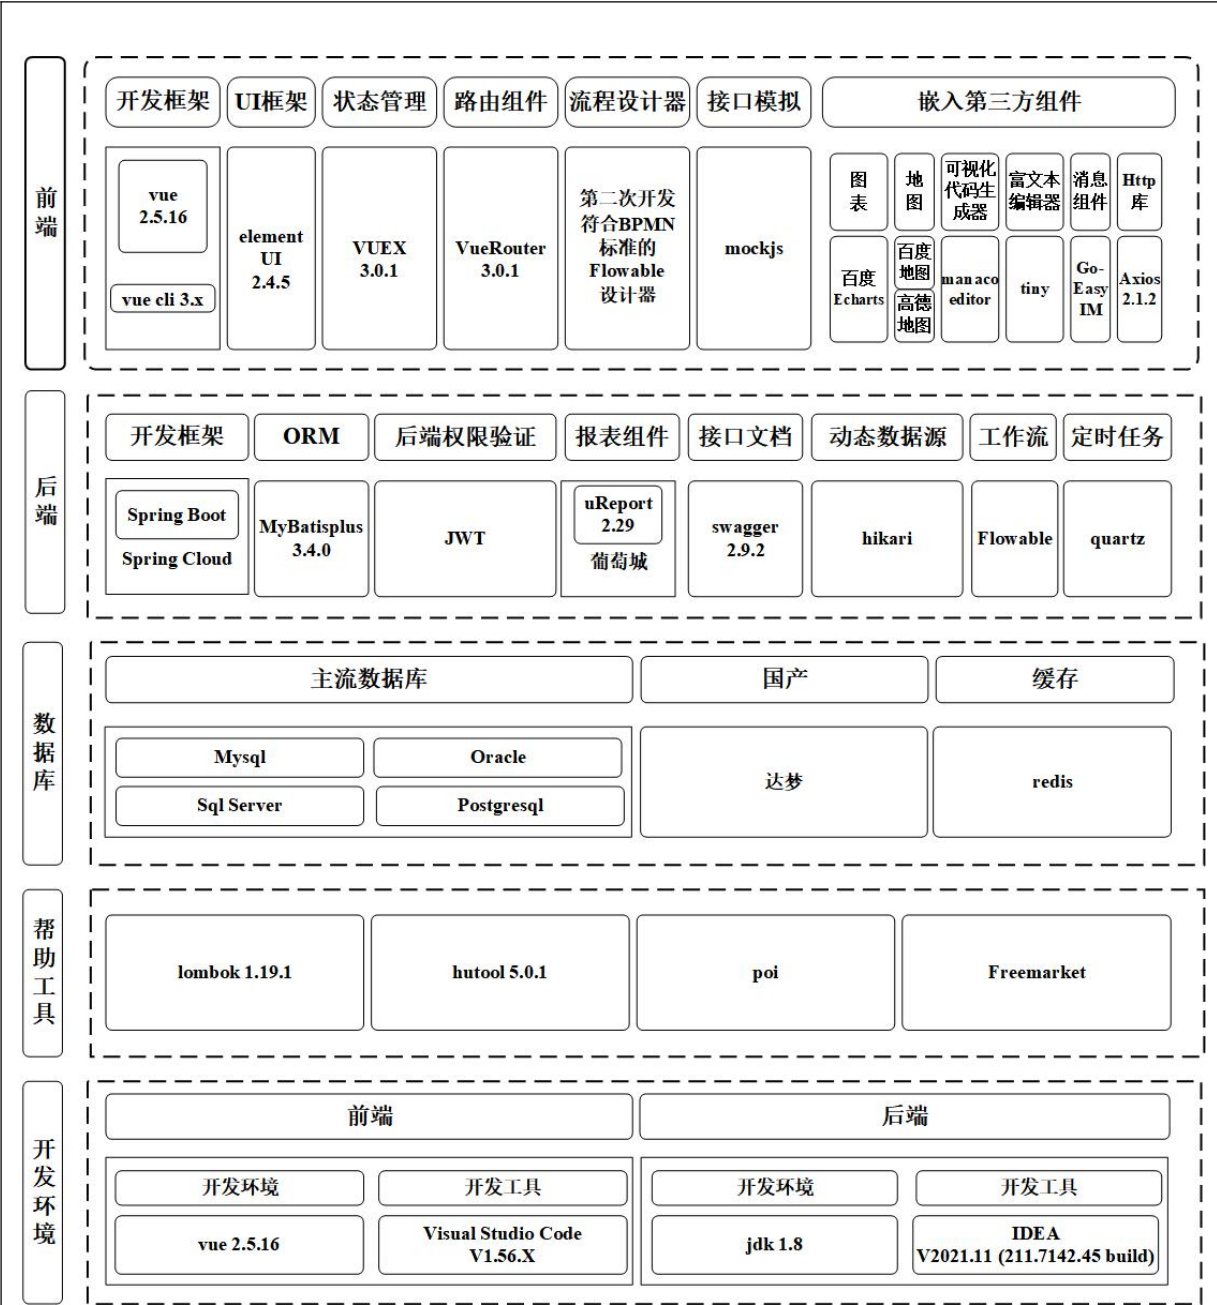 前
端
开发框架
UI框架
状态管理
路由组件
流程设计器
接口模拟
嵌入第三方组件
vue
2.5.16
vue cli 3.x
element
UI
2.4.5
VUEX
3.0.1
VueRouter
3.0.1
第二次开发
符合BPMN
标准的
Flowable
设计器
mockjs
图
表
地
图
可视化
代码生
成器
富文本
编辑器
消息
组件
Http
库
百度
Echarts
百度
地图
高德
地图
manaco
editor
tiny
Go-
Easy
IM
Axios
2.1.2
后
端
开发框架
ORM
后端权限验证
报表组件
接口文档
动态数据源
工作流
定时任务
Spring Boot
Spring Cloud
MyBatisplus
3.4.0
JWT
uReport
2.29
葡萄城
swagger
2.9.2
hikari
Flowable
quartz
数
据
库
主流数据库
国产
缓存
Mysql
Oracle
Sql Server
Postgresql
达梦
redis
帮
助
工
具
lombok 1.19.1
hutool 5.0.1
poi
Freemarket
开
发
环
境
前端
后端
开发环境
开发工具
开发环境
开发工具
vue 2.5.16
Visual Studio Code
V1.56.X
jdk 1.8
IDEA
V2021.11 (211.7142.45 build)